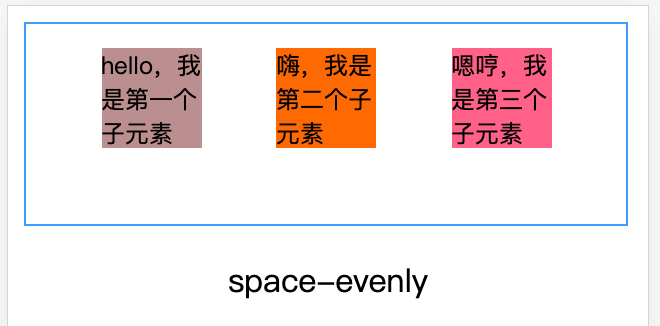 hello，我
是第一个
子元素
嗨，我是
第二个子
元素
嗯哼，我
是第三个
子元素
space-evenly